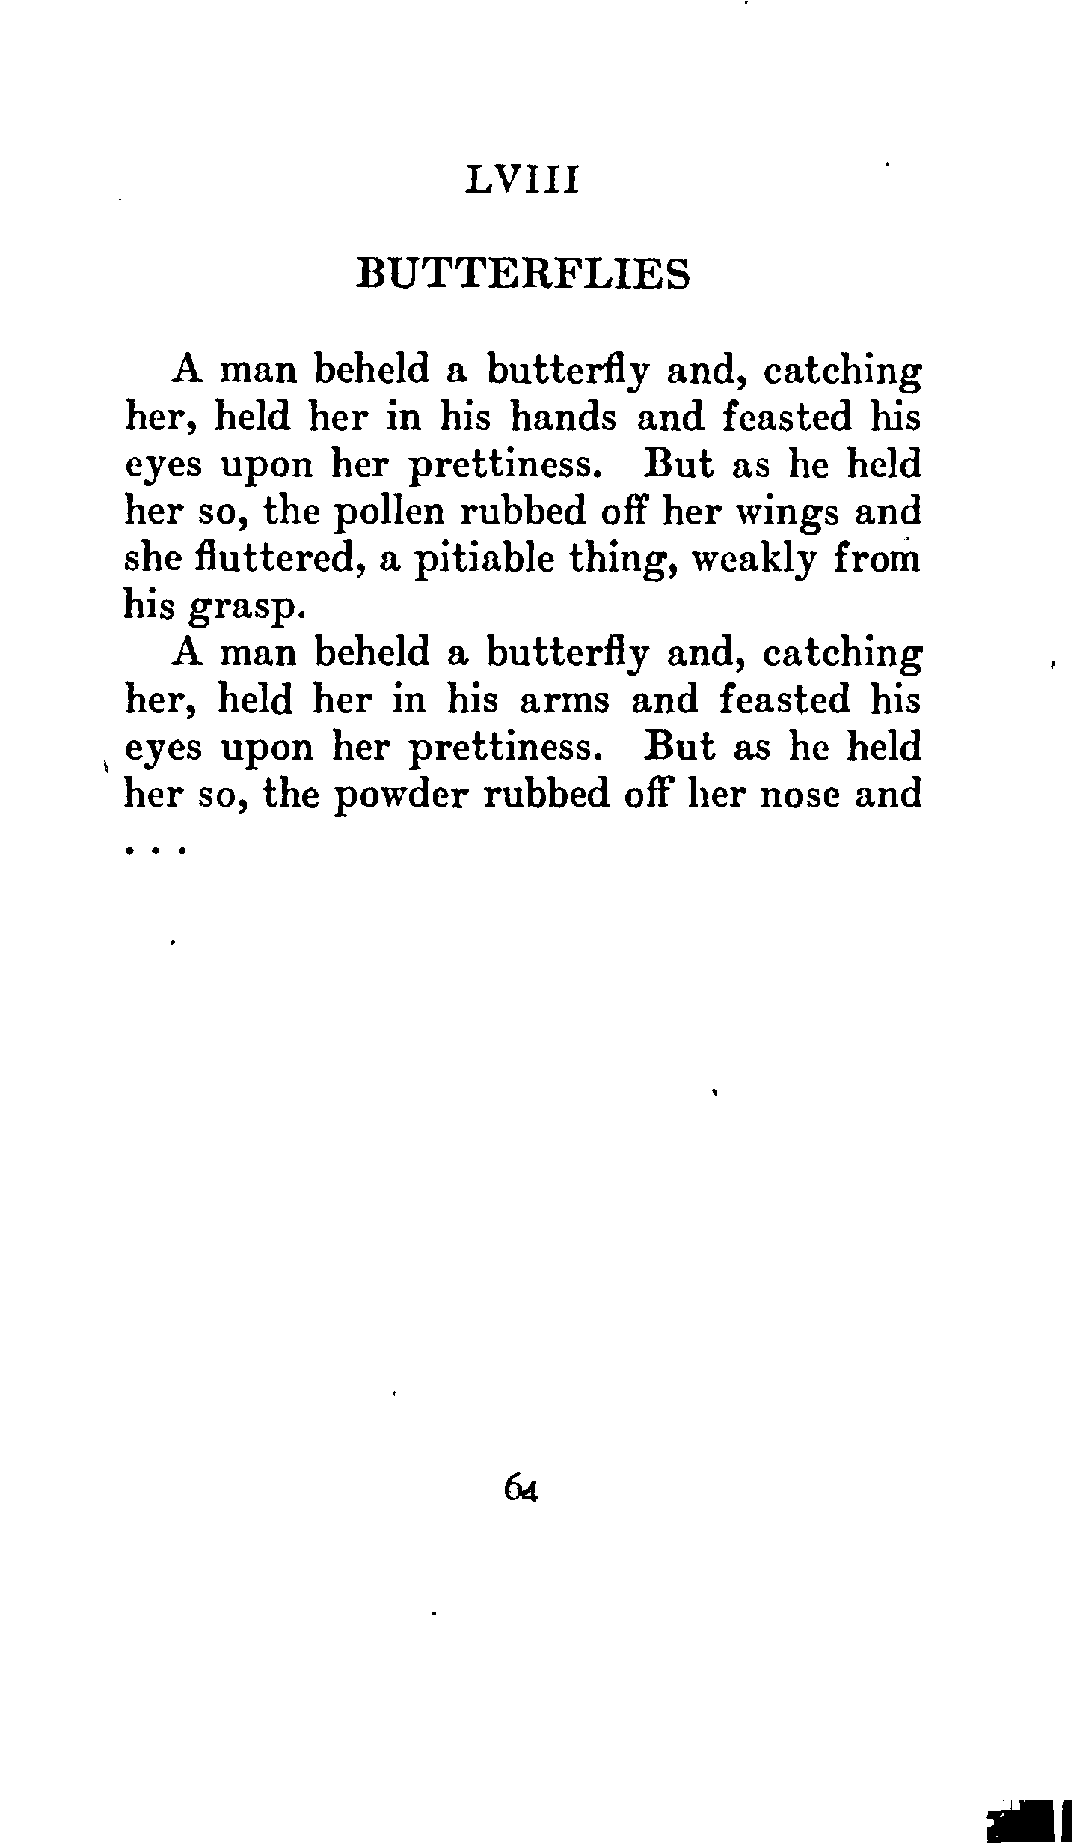 LVIII
BUTTERFLIES
A man beheld a butterfly and, catching
her, held her in his hands and feasted his
eyes upon her prettiness. But as he held
her so, the pollen rubbed off her wings and
she fluttered, a pitiable thing, weakly from
his grasp.
A man beheld a butterfly and, catching
her, held her in his arms and feasted his
eyes upon her prettiness. But as he held
her so, the powder rubbed off her nose and
. . .
64